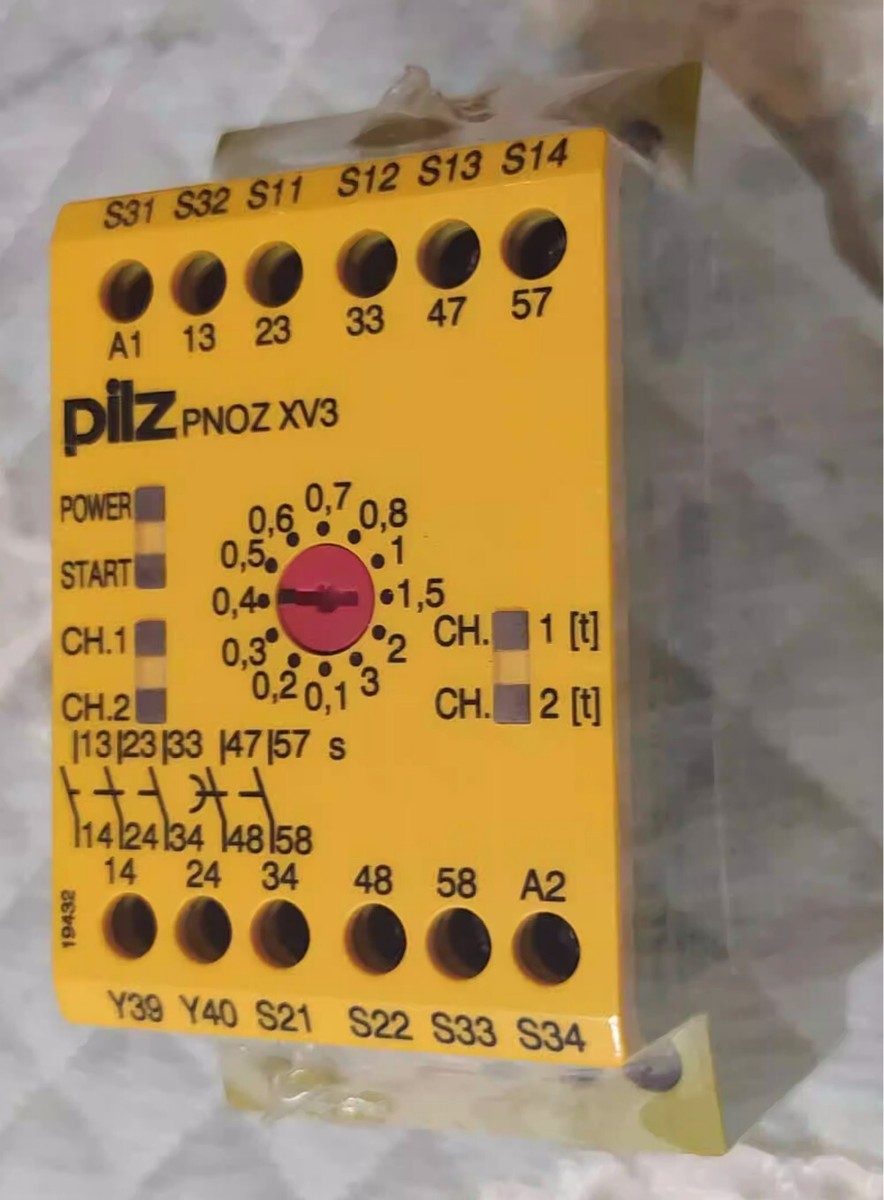 S31 S32 S11 S12 S13 S14
A1 13 23 33 47 57
pilz PNOZ XV3
POWER
START
CH.1
CH.2
0,7
0,6 0,8
0,5 1
0,4 1,5
0,3 2
0,2 0,1 3
CH. 1 [t]
CH. 2 [t]
13 23 33 47 57 s
14 24 34 48 58
14 24 34 48 58 A2
19432
Y39 Y40 S21 S22 S33 S34